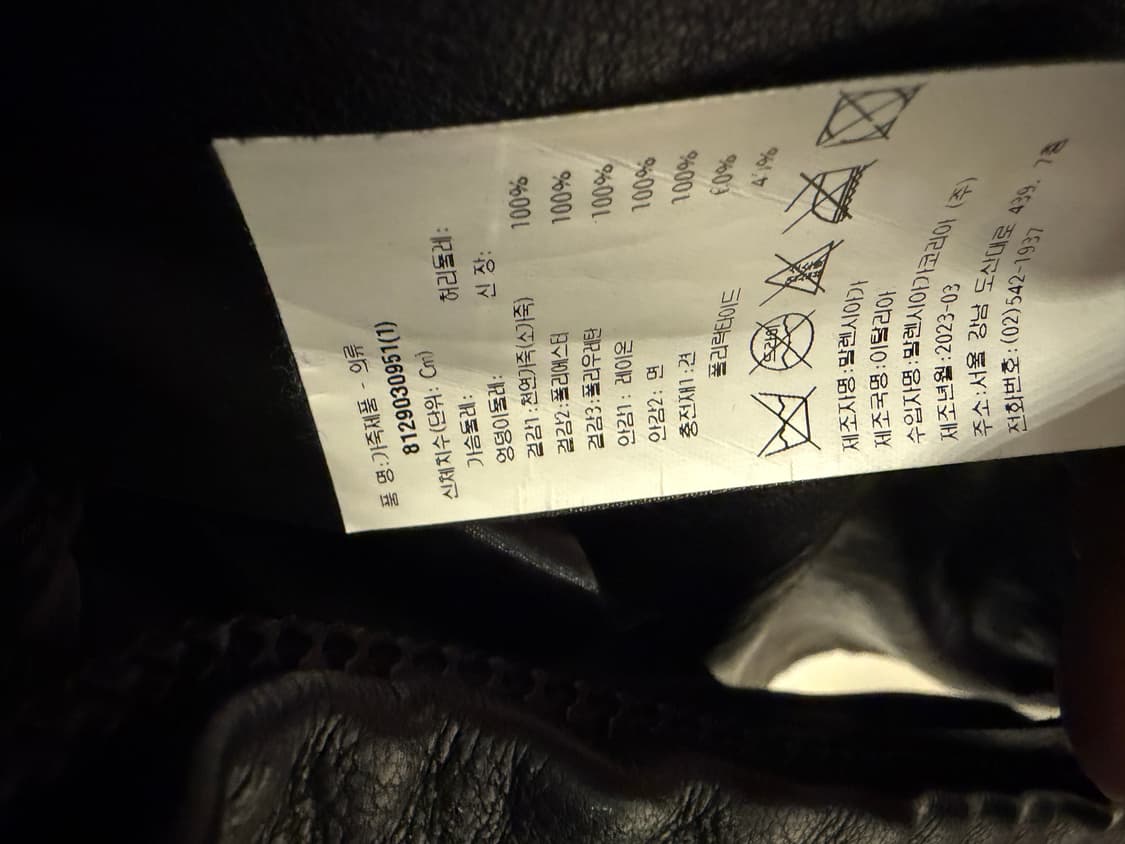 품 명:가죽제품 - 의류
8129030951(1)
신체치수(단위: Cm)
가슴둘레: 허리둘레:
엉덩이둘레: 신 장:
겉감1:천연가죽(소가죽) 100%
겉감2:폴리에스터 100%
겉감3:폴리우레탄 100%
안감1: 레이온 100%
안감2: 면 100%
충전재1:견
폴리락타이드
드라이
제조자명:발렌시아가
제조국명:이탈리아
수입자명:발렌시아가코리아 (주)
제조년월:2023-03
주소:서울 강남 도산대로 439. 7층
전화번호:(02)542-1937